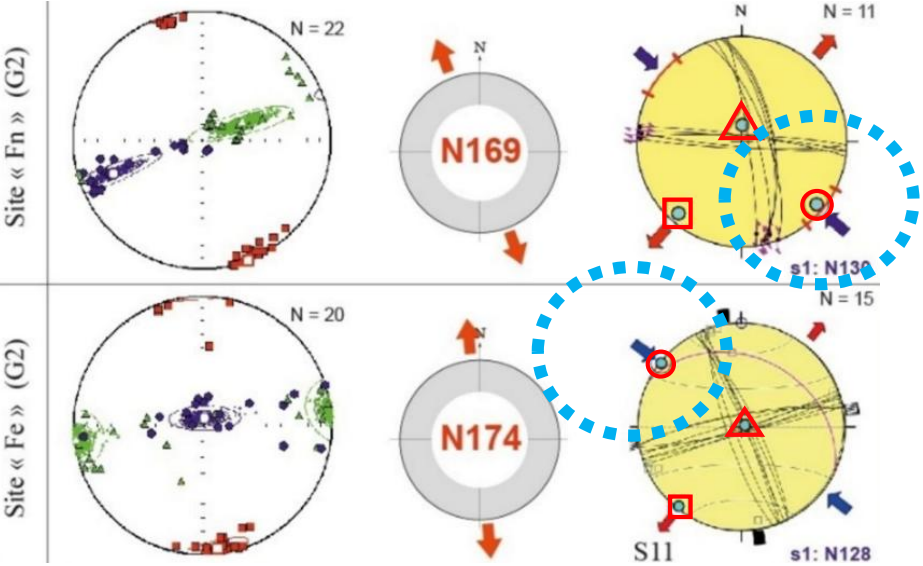 Site « Fn » (G2)
N = 22
N
N169
N
N = 11
s1: N130
Site « Fe » (G2)
N = 20
N
N174
N = 15
S11
s1: N128